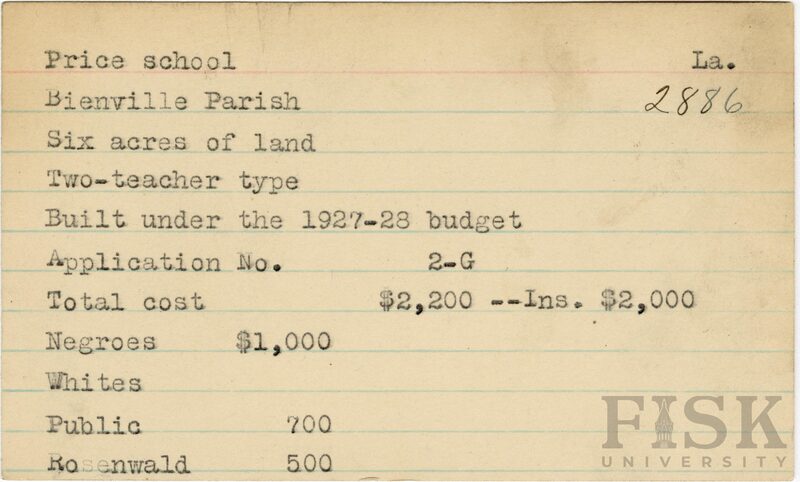 Price school La.
Bienville Parish 2886
Six acres of land
Two-teacher type
Built under the 1927-28 budget
Application No. 2-G
Total cost $2,200 --Ins. $2,000
Negroes $1,000
Whites
Public 700
Rosenwald 500
FISK
UNIVERSITY